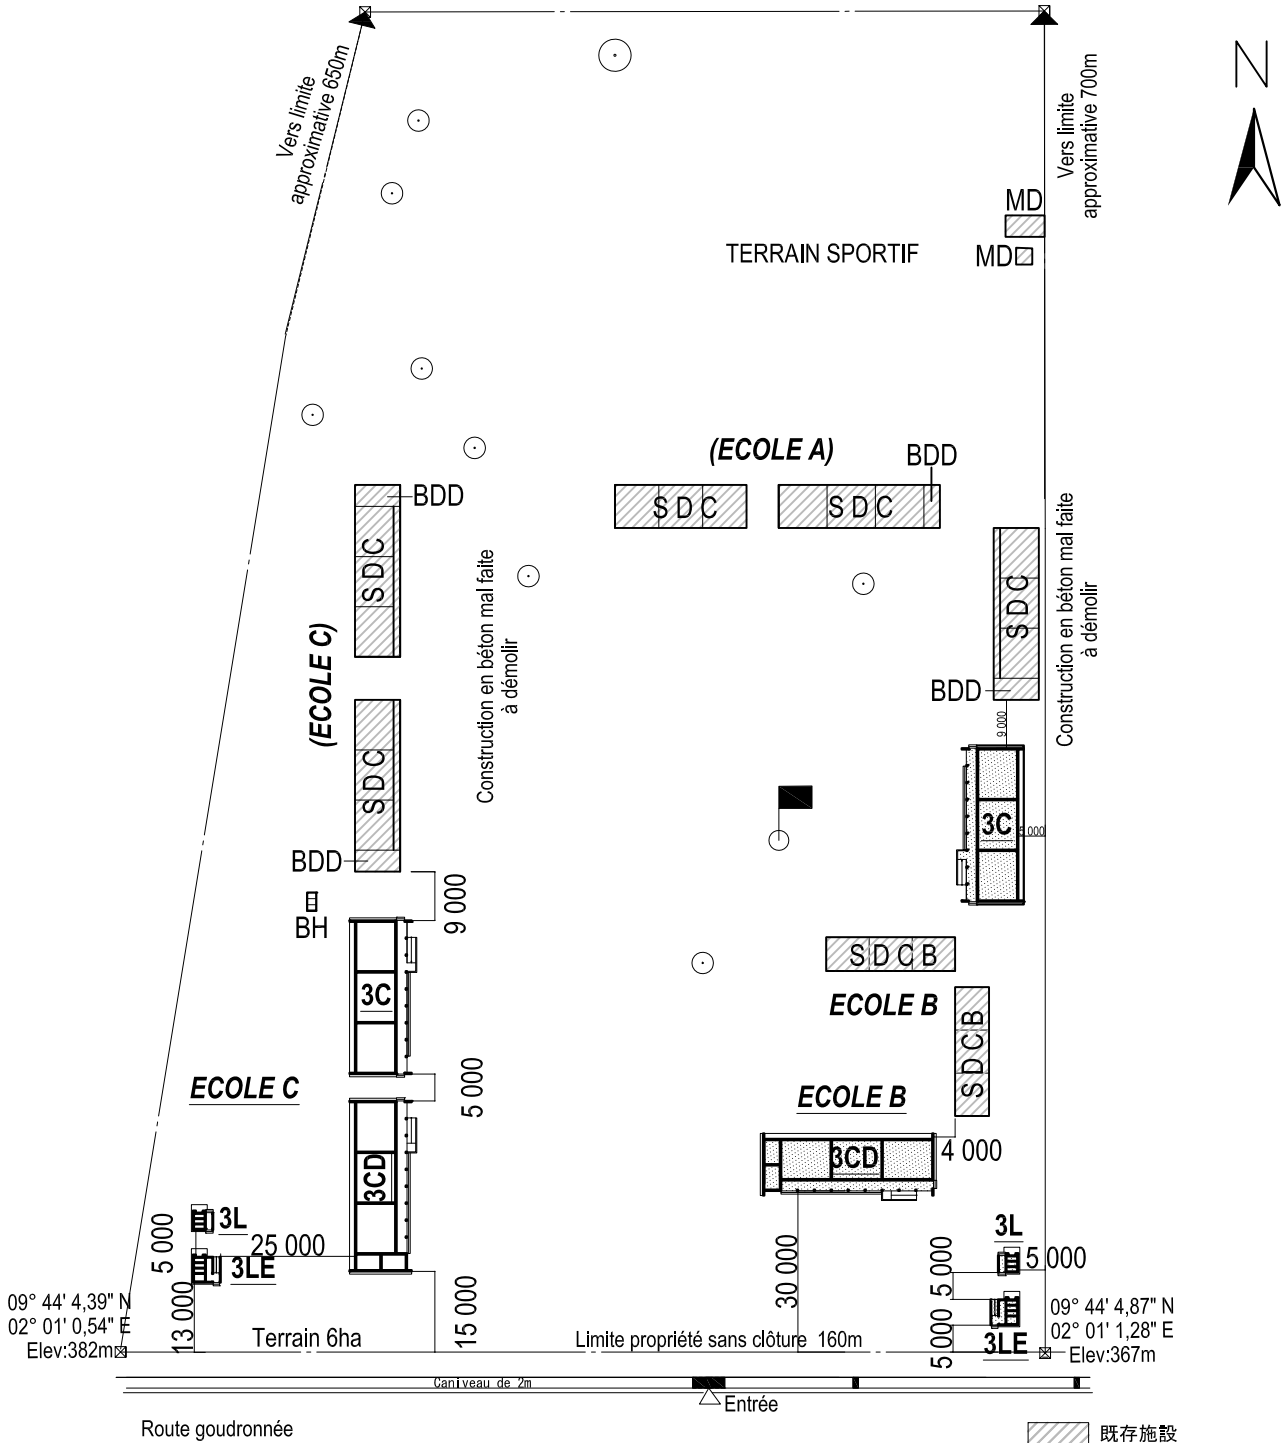 N
Vers limite
approximative 650m
Vers limite
approximative 700m
MD
TERRAIN SPORTIF
MD
(ECOLE A)
BDD
BDD
S D C
S D C
S D C
Construction en béton mal faite
à démolir
S D C
Construction en béton mal faite
à démolir
(ECOLE C)
BDD
9 000
S D C
3C
5 000
BDD
BH
9 000
S D C B
3C
ECOLE B
S D C B
5 000
ECOLE C
ECOLE B
3CD
4 000
3CD
3L
5 000
25 000
3LE
13 000
15 000
30 000
3L
5 000
5 000
5 000
3LE
09° 44' 4,39" N
02° 01' 0,54" E
Elev:382m
09° 44' 4,87" N
02° 01' 1,28" E
Elev:367m
Terrain 6ha
Limite propriété sans clôture 160m
Caniveau de 2m
Entrée
Route goudronnée
既存施設